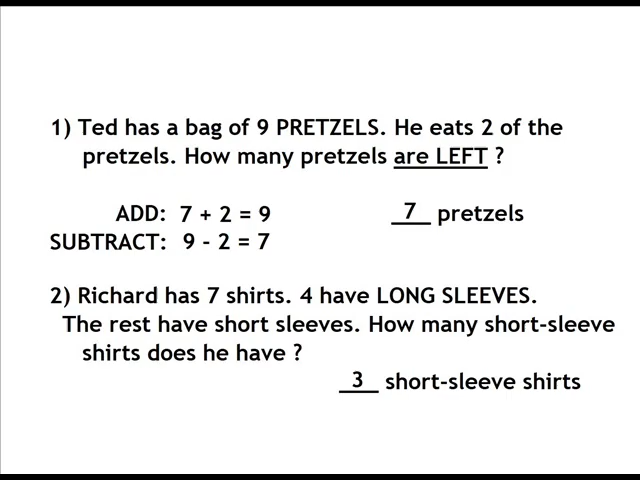 1) Ted has a bag of 9 PRETZELS. He eats 2 of the
pretzels. How many pretzels are LEFT ?
ADD: 7 + 2 = 9
7 pretzels
SUBTRACT: 9 - 2 = 7
2) Richard has 7 shirts. 4 have LONG SLEEVES.
The rest have short sleeves. How many short-sleeve
shirts does he have ?
3 short-sleeve shirts